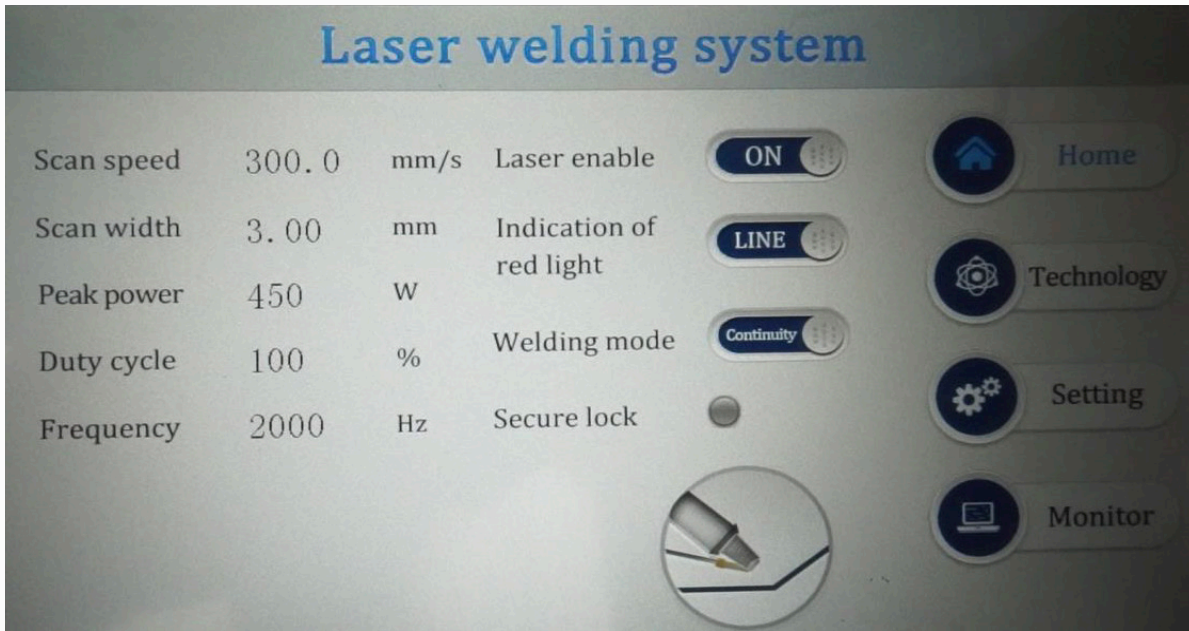 Laser welding system
Scan speed 300.0 mm/s Laser enable ON
Scan width 3.00 mm Indication of red light LINE
Peak power 450 W
Welding mode Continuity
Duty cycle 100 %
Frequency 2000 Hz Secure lock
Home
Technology
Setting
Monitor